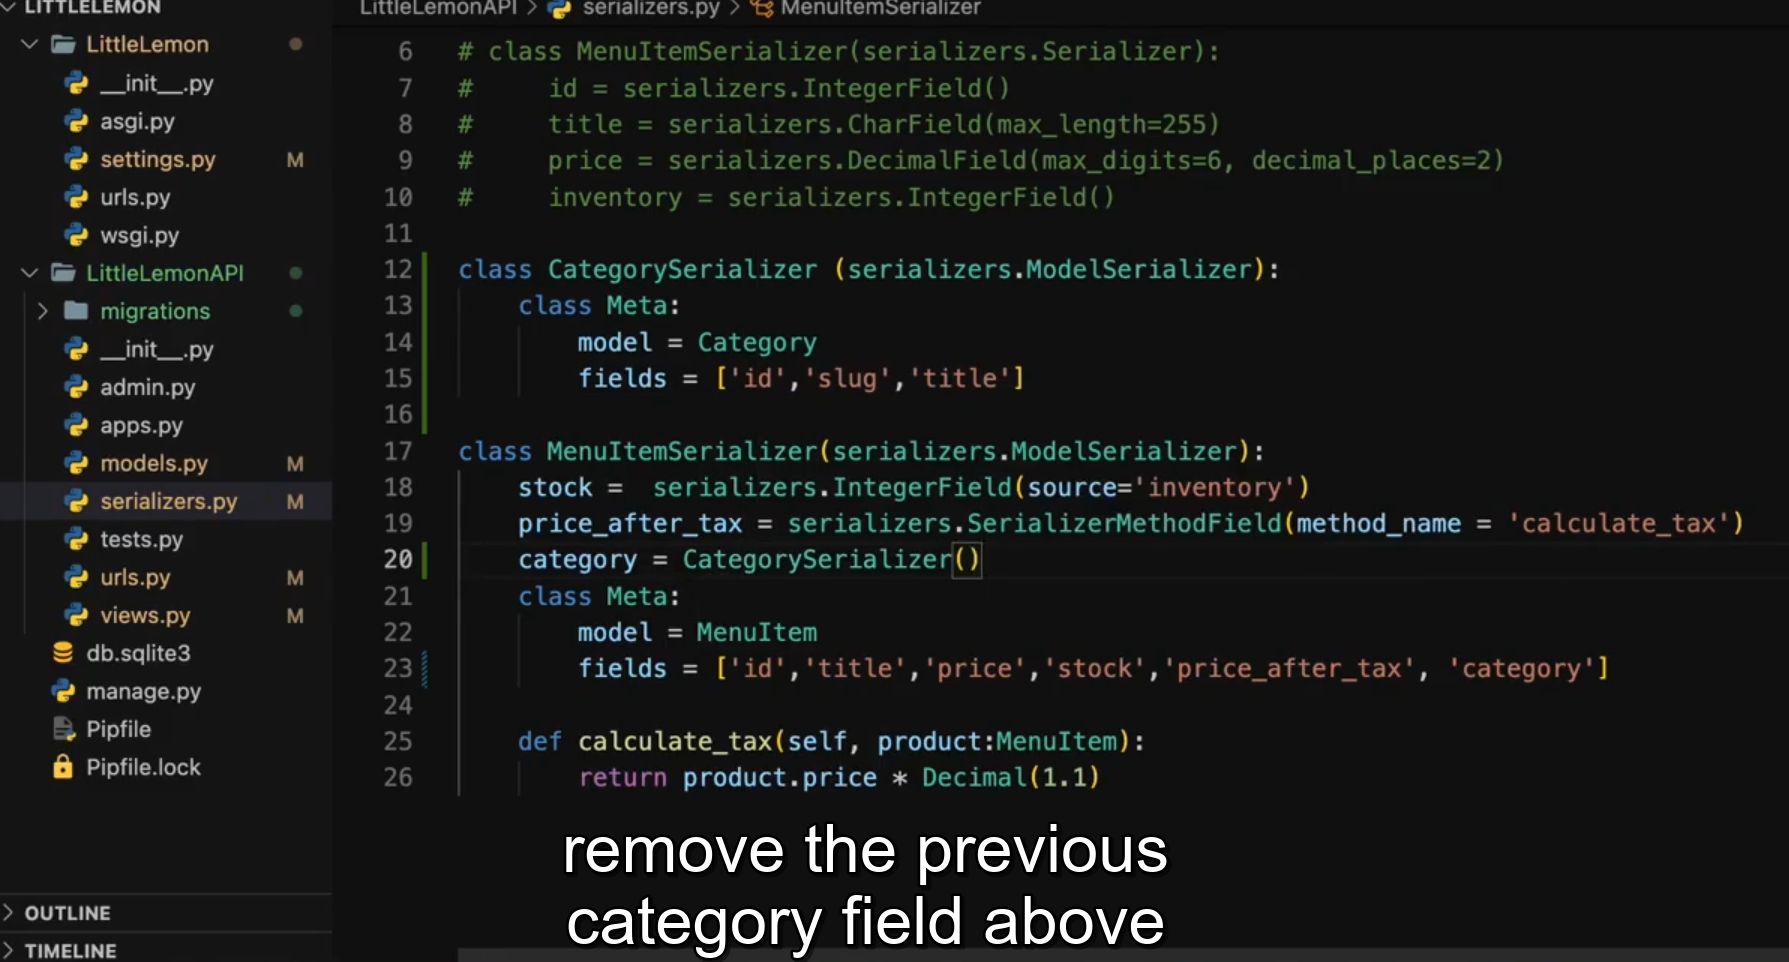 LITTLELEMON
LittleLemon
__init__.py
asgi.py
settings.py M
urls.py
wsgi.py
LittleLemonAPI
migrations
__init__.py
admin.py
apps.py
models.py M
serializers.py M
tests.py
urls.py M
views.py M
db.sqlite3
manage.py
Pipfile
Pipfile.lock
OUTLINE
TIMELINE
LittleLemonAPI > serializers.py > MenuItemSerializer
6 # class MenuItemSerializer(serializers.Serializer):
7 #     id = serializers.IntegerField()
8 #     title = serializers.CharField(max_length=255)
9 #     price = serializers.DecimalField(max_digits=6, decimal_places=2)
10 #     inventory = serializers.IntegerField()
11
12 class CategorySerializer (serializers.ModelSerializer):
13     class Meta:
14         model = Category
15         fields = ['id','slug','title']
16
17 class MenuItemSerializer(serializers.ModelSerializer):
18     stock =  serializers.IntegerField(source='inventory')
19     price_after_tax = serializers.SerializerMethodField(method_name = 'calculate_tax')
20     category = CategorySerializer()
21     class Meta:
22         model = MenuItem
23         fields = ['id','title','price','stock','price_after_tax', 'category']
24
25     def calculate_tax(self, product:MenuItem):
26         return product.price * Decimal(1.1)
remove the previous
category field above